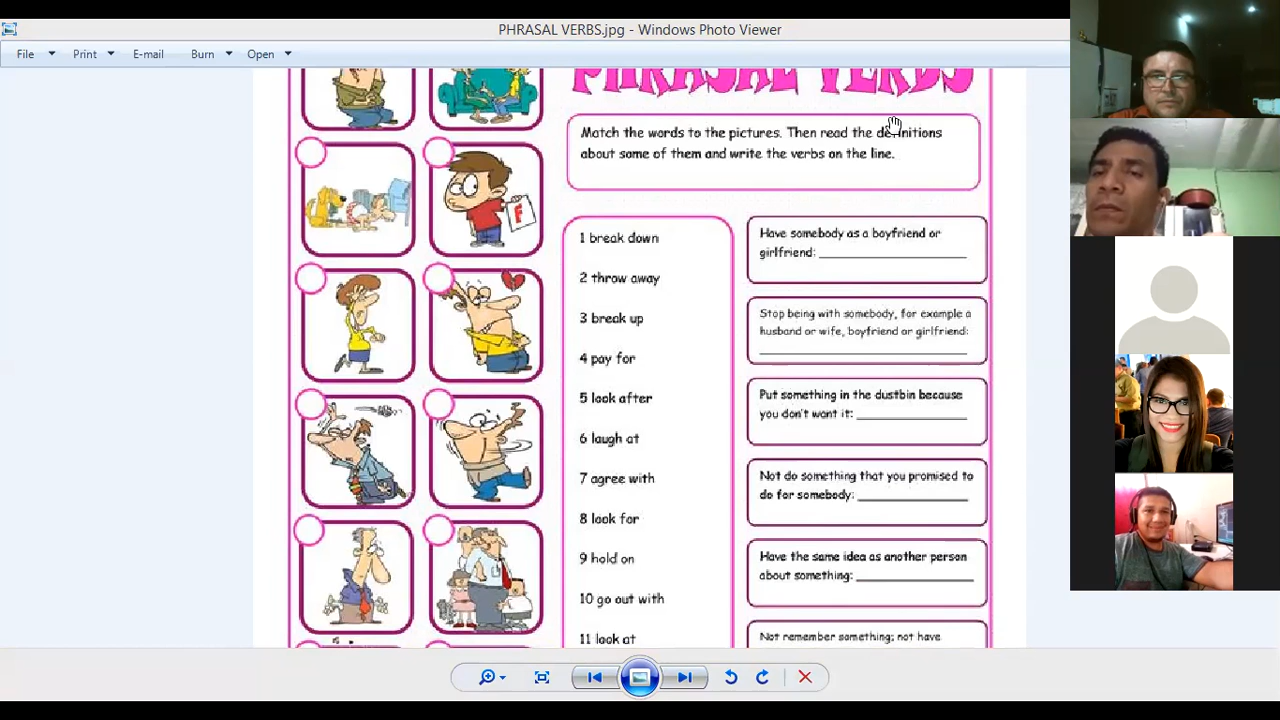 PHRASAL VERBS.jpg - Windows Photo Viewer
File Print E-mail Burn Open
PHRASAL VERBS
Match the words to the pictures. Then read the definitions
about some of them and write the verbs on the line.
1 break down
2 throw away
3 break up
4 pay for
5 look after
6 laugh at
7 agree with
8 look for
9 hold on
10 go out with
11 look at
Have somebody as a boyfriend or
girlfriend:
Stop being with somebody, for example a
husband or wife, boyfriend or girlfriend:
Put something in the dustbin because
you don't want it:
Not do something that you promised to
do for somebody:
Have the same idea as another person
about something:
Not remember something; not have
F